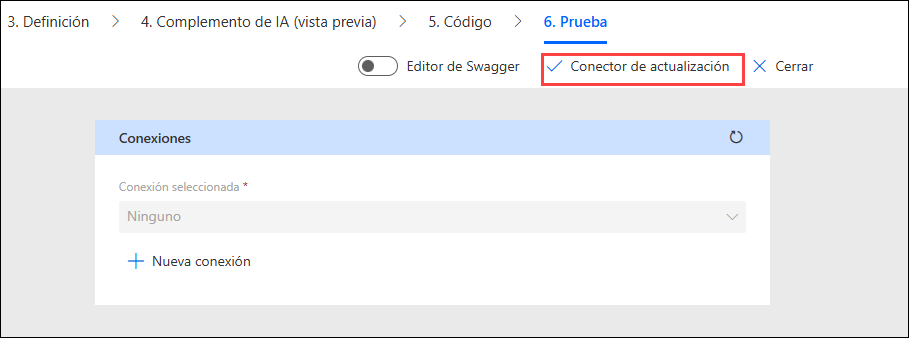 3. Definición > 4. Complemento de IA (vista previa) > 5. Código > 6. Prueba
Editor de Swagger Conector de actualización Cerrar
Conexiones
Conexión seleccionada *
Ninguno
Nueva conexión